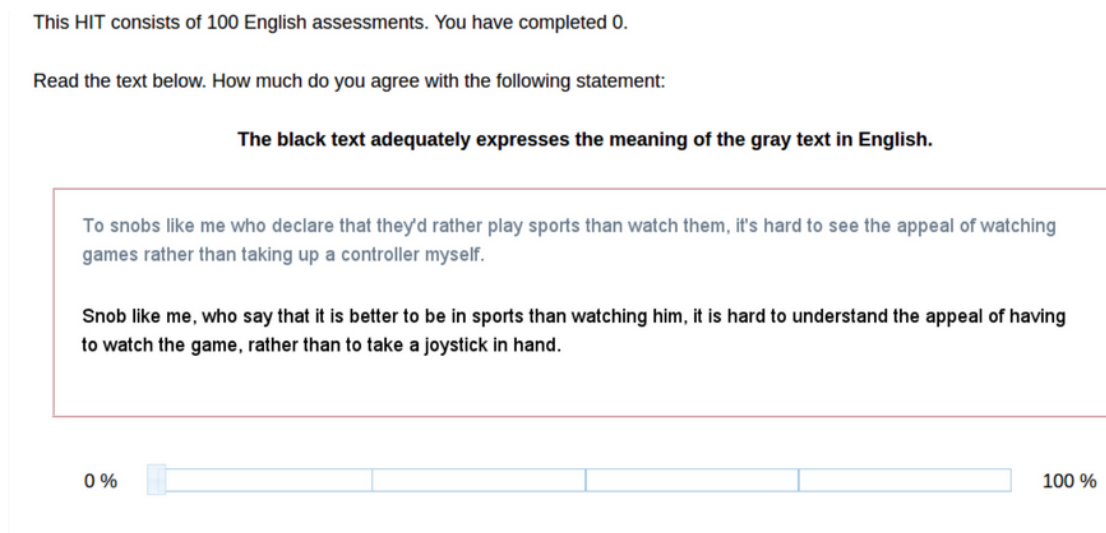 This HIT consists of 100 English assessments. You have completed 0.
Read the text below. How much do you agree with the following statement:
The black text adequately expresses the meaning of the gray text in English.
To snobs like me who declare that they'd rather play sports than watch them, it's hard to see the appeal of watching
games rather than taking up a controller myself.
Snob like me, who say that it is better to be in sports than watching him, it is hard to understand the appeal of having
to watch the game, rather than to take a joystick in hand.
0 %
100 %